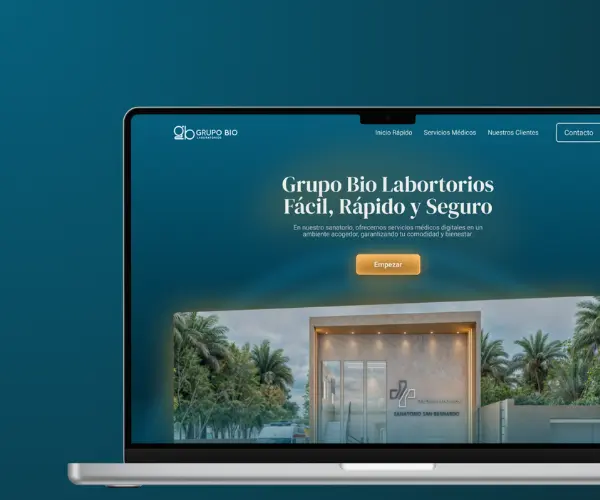 gb GRUPO BIO
LABORATORIOS
Inicio Rápido Servicios Médicos Nuestros Clientes Contacto
Grupo Bio Labortorios
Fácil, Rápido y Seguro
En nuestro sanatorio, ofrecemos servicios médicos digitales en un
ambiente acogedor, garantizando tu comodidad y bienestar.
Empezar
SANATORIO SAN BERNARDO